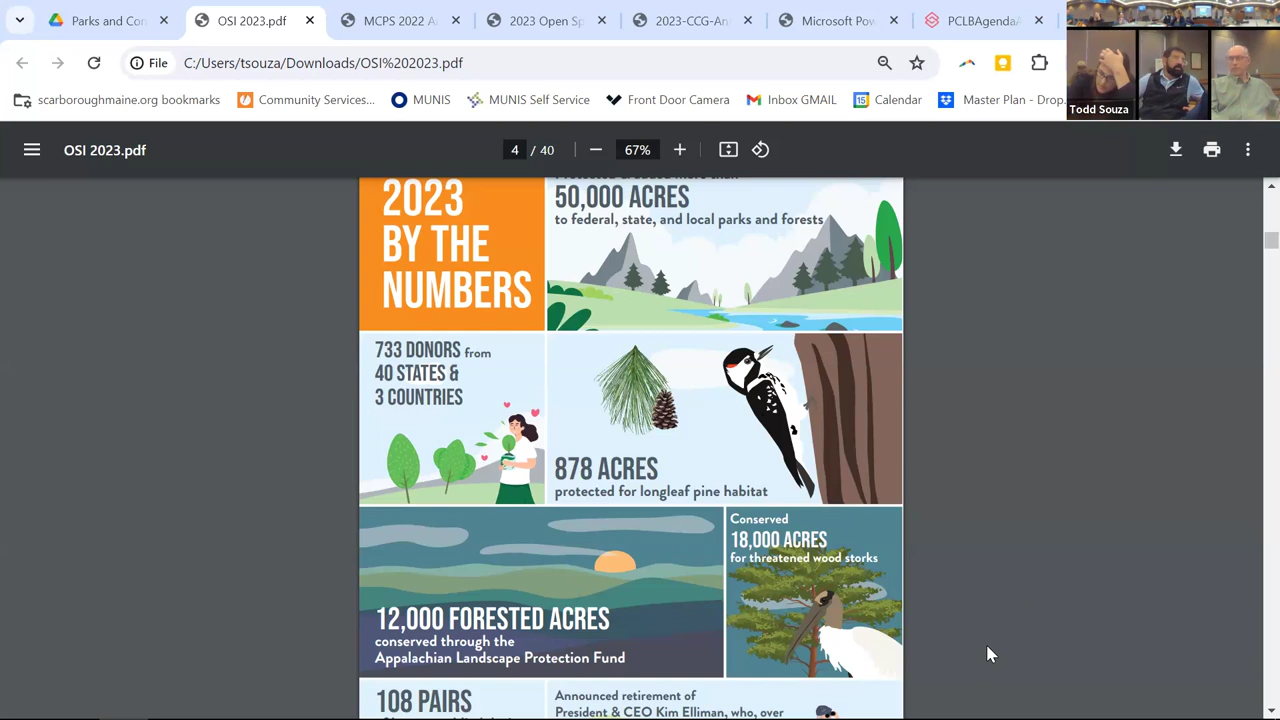 Parks and Con
OSI 2023.pdf
MCPS 2022 A
2023 Open Sp
2023-CCG-An
Microsoft Pow
PCLBAgenda
File
C:/Users/tsouza/Downloads/OSI%202023.pdf
scarboroughmaine.org bookmarks
Community Services...
MUNIS
MUNIS Self Service
Front Door Camera
Inbox GMAIL
15
Calendar
Master Plan - Drop.
Todd Souza
OSI 2023.pdf
4 / 40
67%
2023
BY THE
NUMBERS
50,000 ACRES
to federal, state, and local parks and forests
733 DONORS from
40 STATES &
3 COUNTRIES
878 ACRES
protected for longleaf pine habitat
12,000 FORESTED ACRES
conserved through the
Appalachian Landscape Protection Fund
Conserved
18,000 ACRES
for threatened wood storks
108 PAIRS
Announced retirement of
President & CEO Kim Elliman, who, over